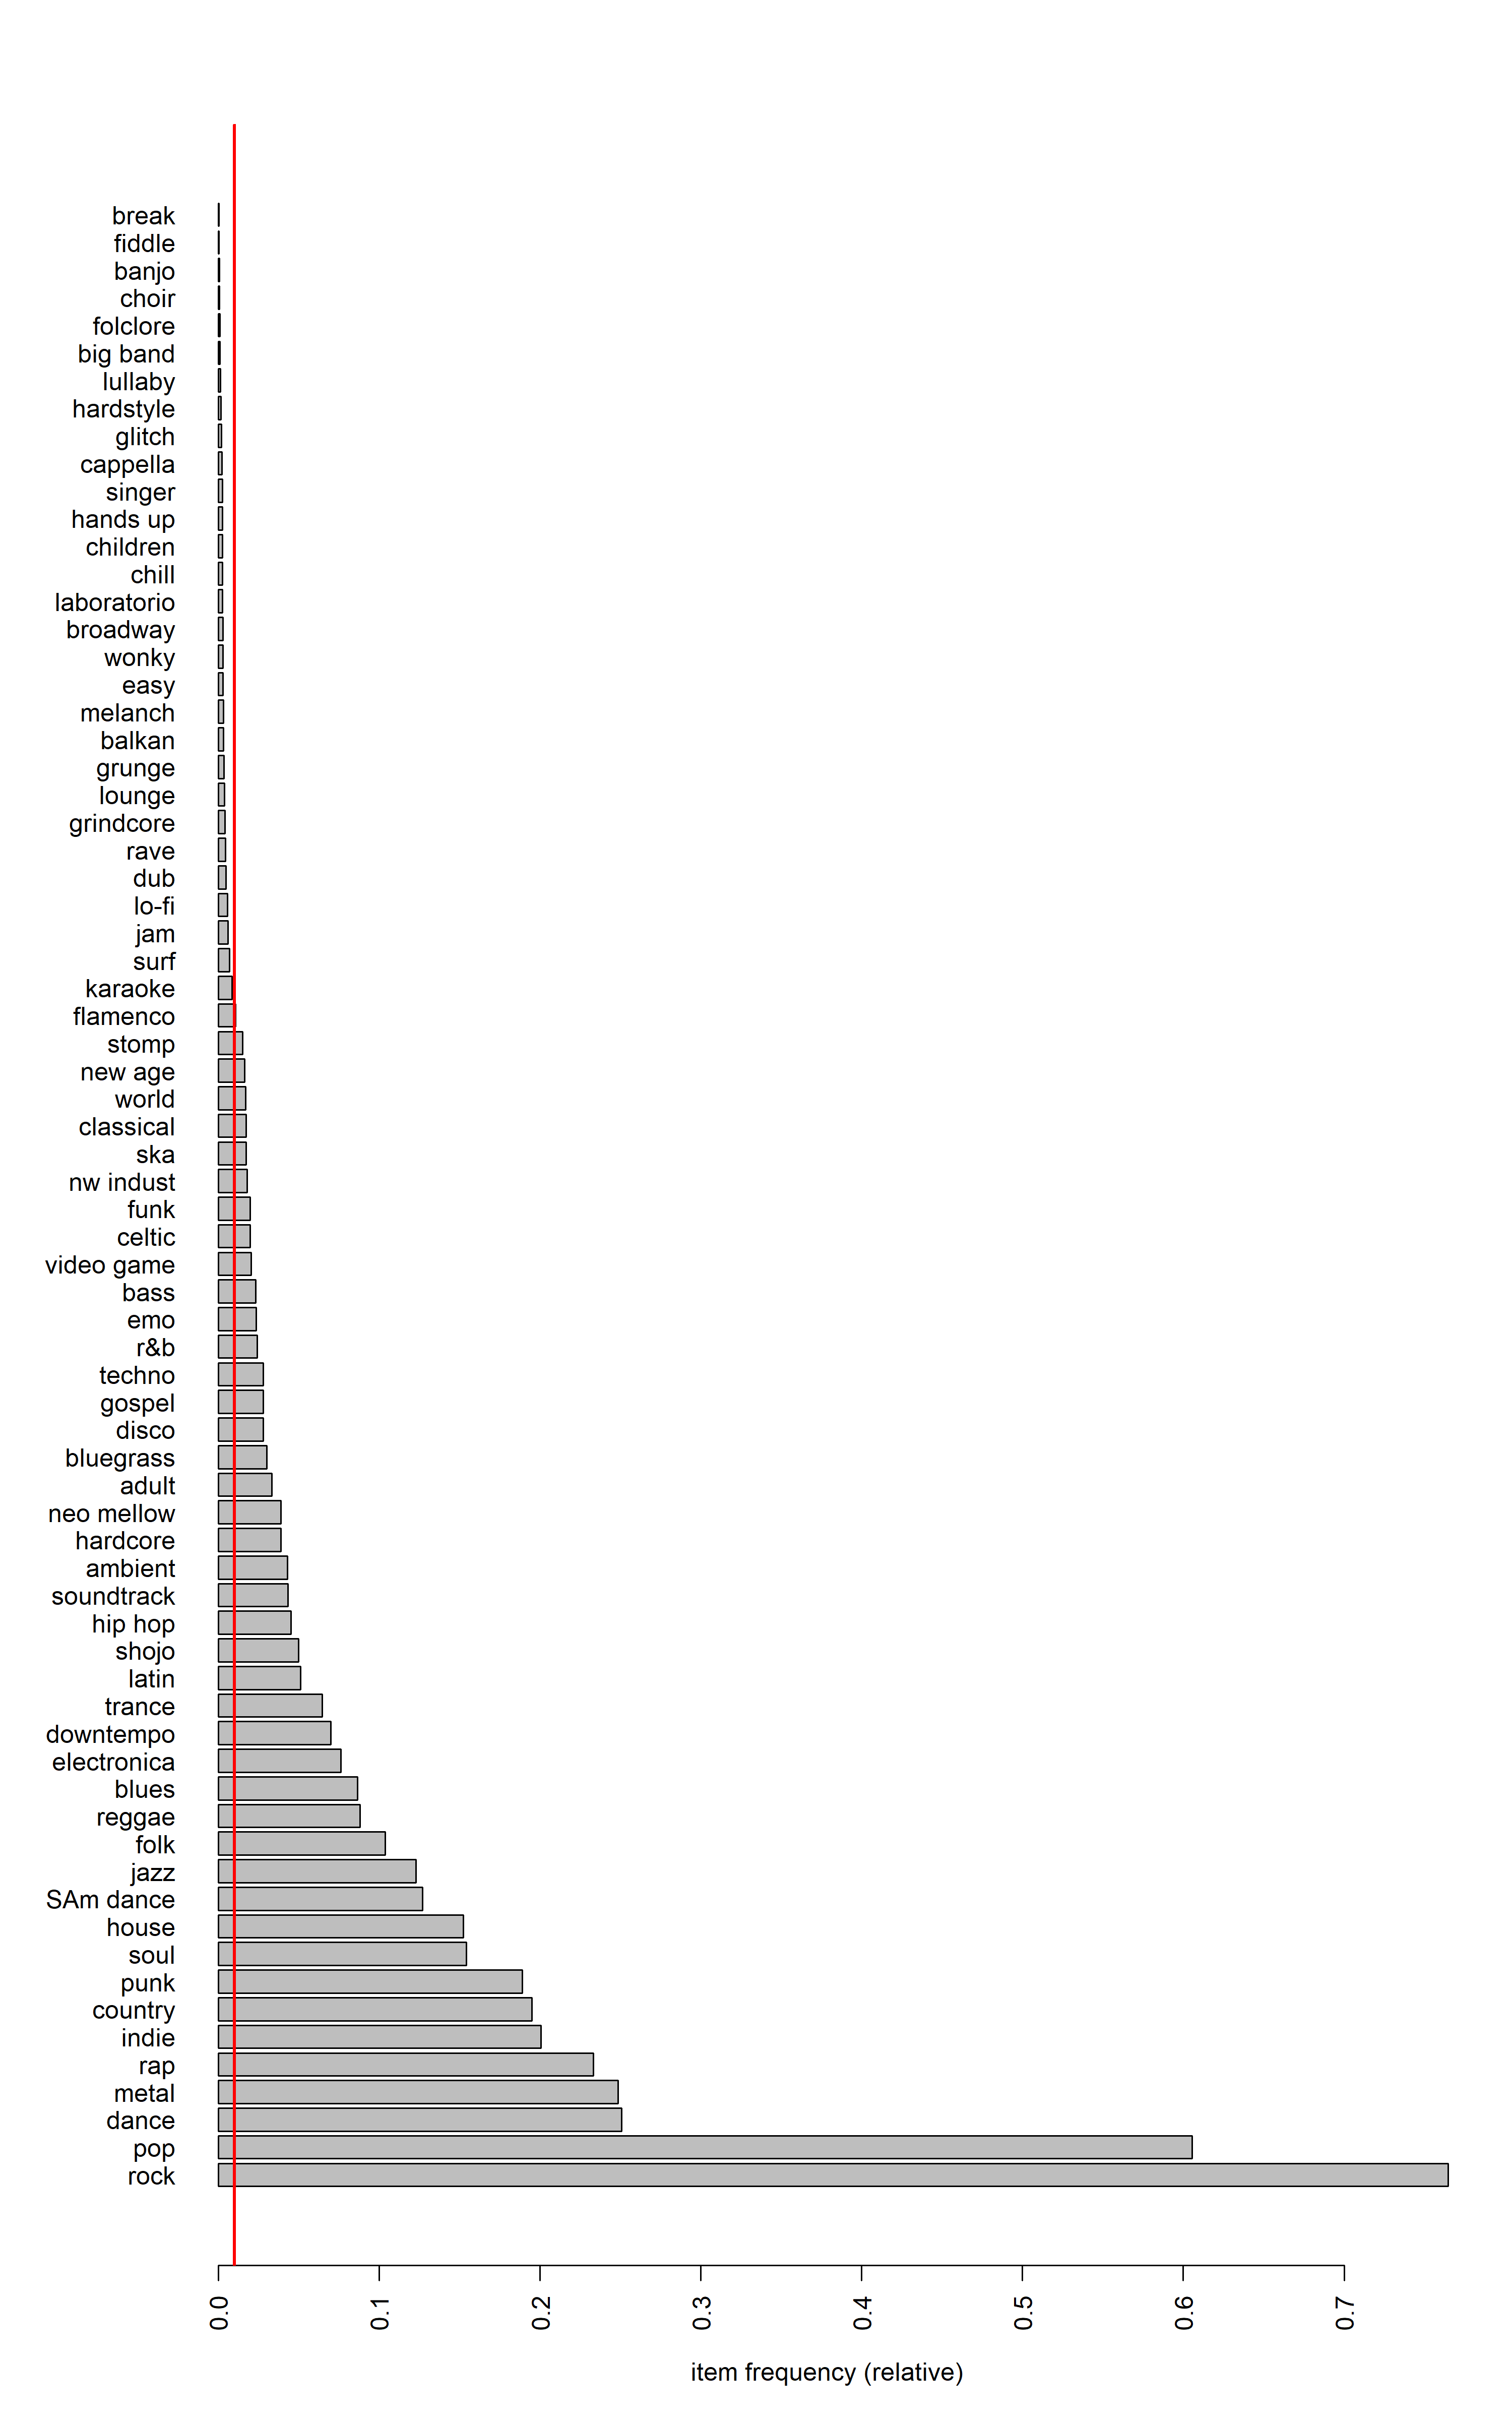 break
fiddle
banjo
choir
folclore
big band
lullaby
hardstyle
glitch
cappella
singer
hands up
children
chill
laboratorio
broadway
wonky
easy
melanch
balkan
grunge
lounge
grindcore
rave
dub
lo-fi
jam
surf
karaoke
flamenco
stomp
new age
world
classical
ska
nw indust
funk
celtic
video game
bass
emo
r&b
techno
gospel
disco
bluegrass
adult
neo mellow
hardcore
ambient
soundtrack
hip hop
shojo
latin
trance
downtempo
electronica
blues
reggae
folk
jazz
SAm dance
house
soul
punk
country
indie
rap
metal
dance
pop
rock
0.0 0.1 0.2 0.3 0.4 0.5 0.6 0.7
item frequency (relative)